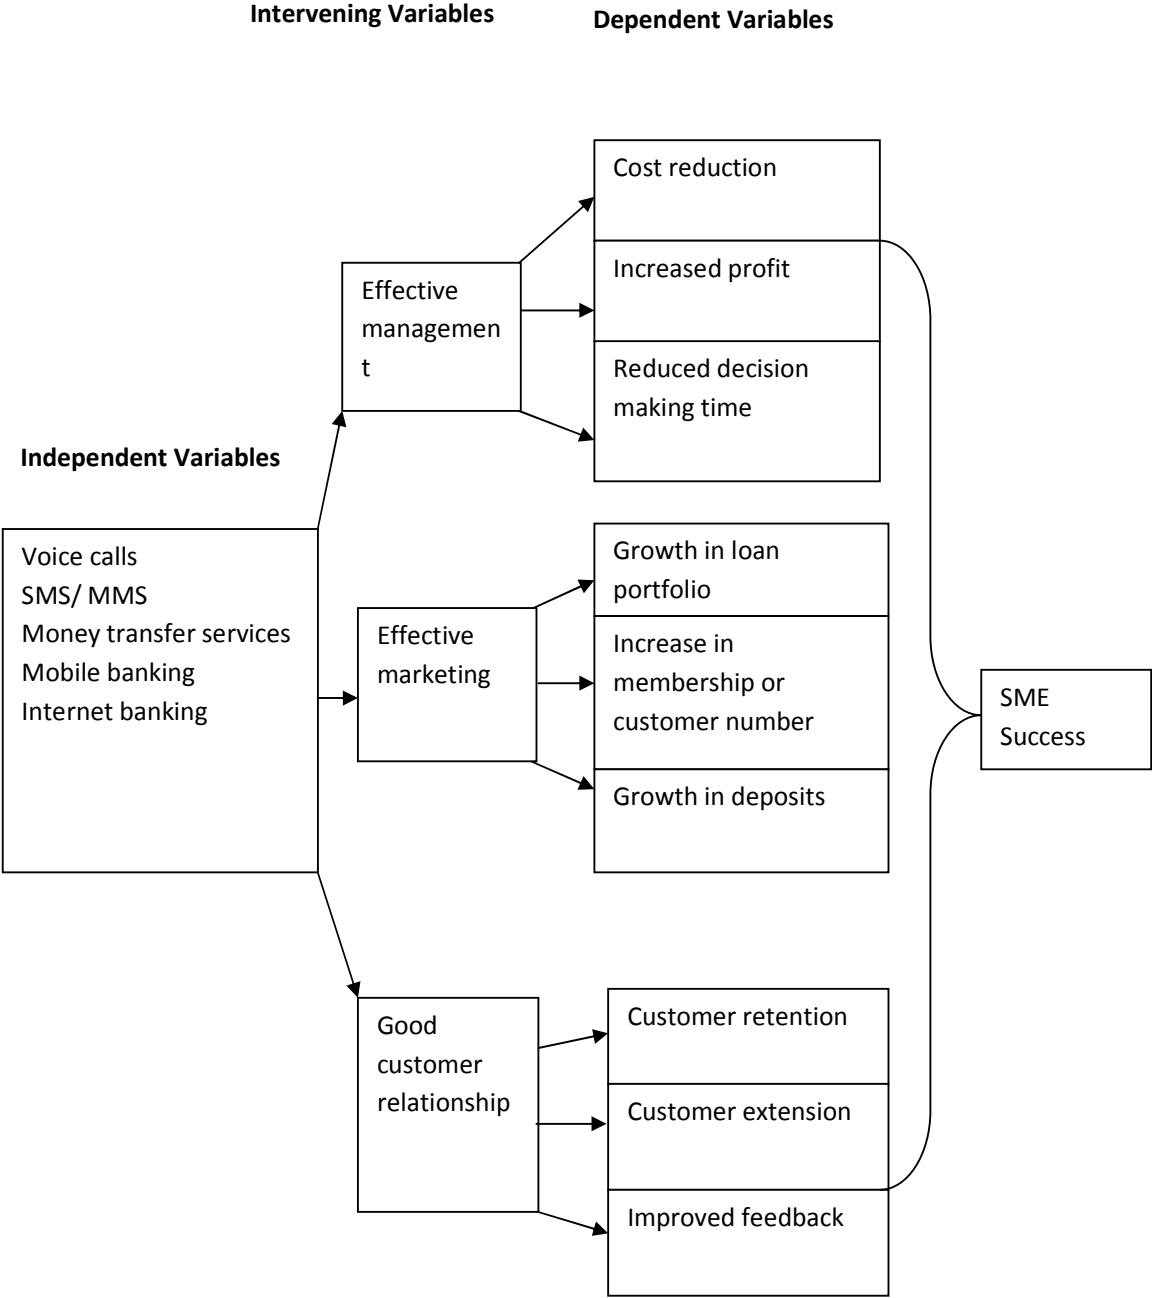 Intervening Variables
Dependent Variables
Cost reduction
Increased profit
Reduced decision
making time
Effective
managemen
t
Independent Variables
Voice calls
SMS/ MMS
Money transfer services
Mobile banking
Internet banking
Effective
marketing
Growth in loan
portfolio
Increase in
membership or
customer number
Growth in deposits
SME
Success
Good
customer
relationship
Customer retention
Customer extension
Improved feedback